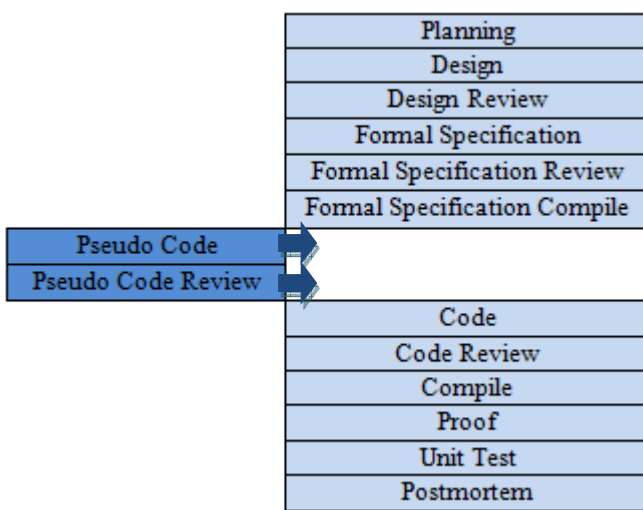 Planning
Design
Design Review
Formal Specification
Formal Specification Review
Formal Specification Compile
Pseudo Code
Pseudo Code Review
Code
Code Review
Compile
Proof
Unit Test
Postmortem